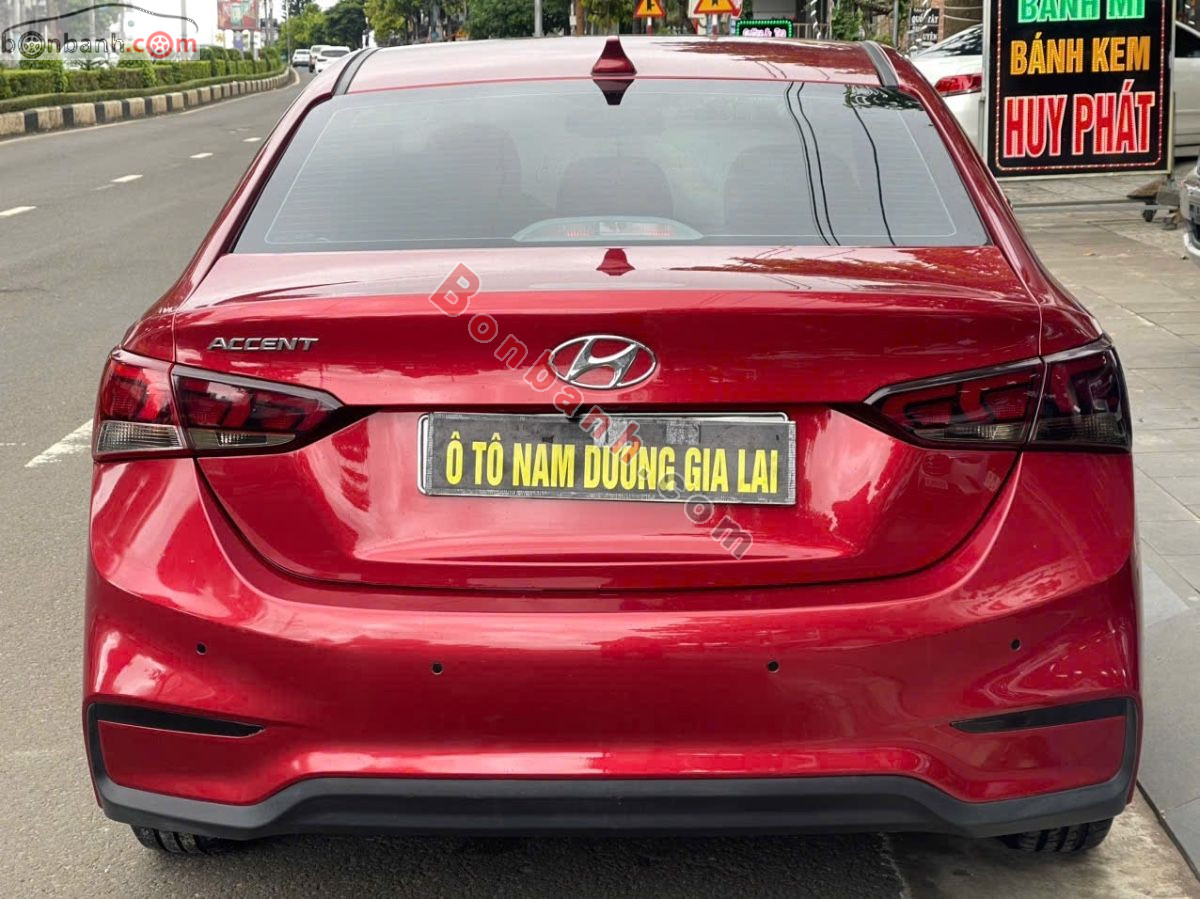 bonbanh.com
BÁNH MÌ
BÁNH KEM
HUY PHÁT
ACCENT
Ô TÔ NAM DƯƠNG GIA LAI
Bonbanh.com